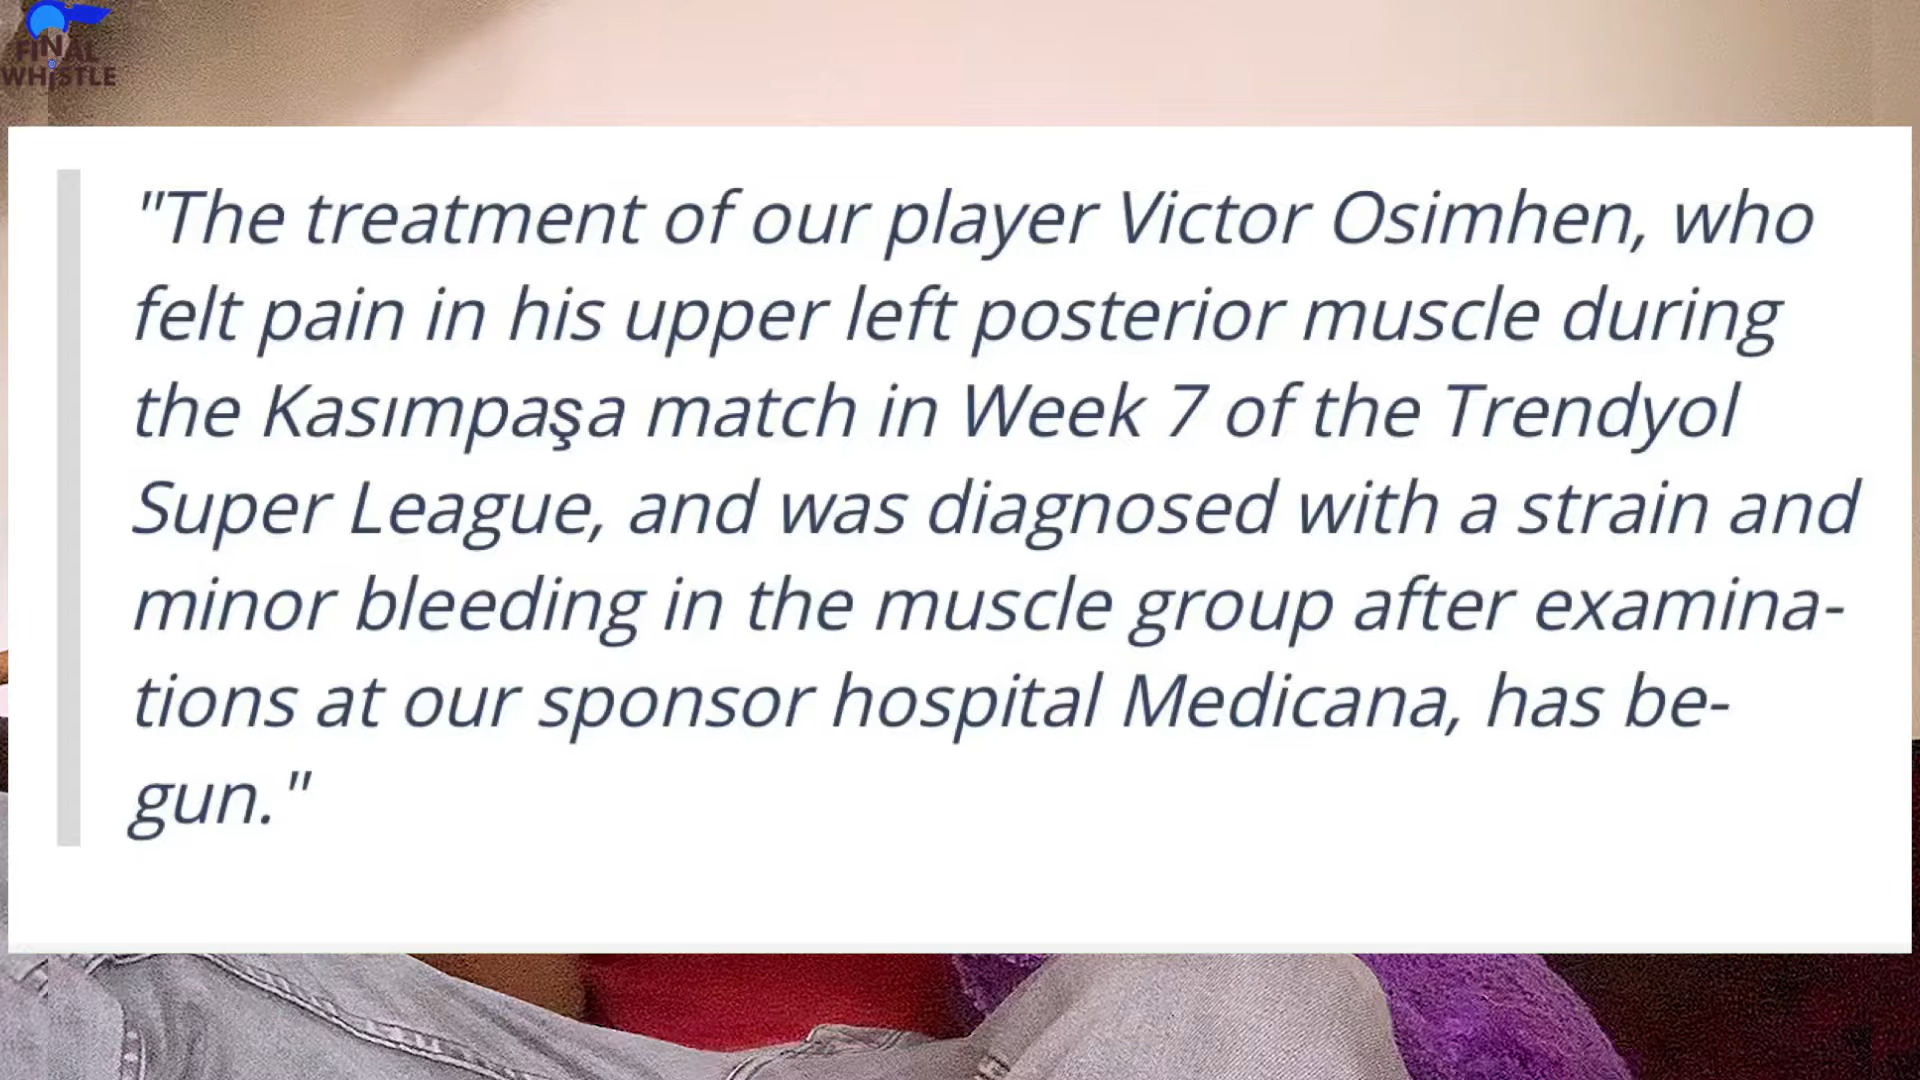 FINAL
WHISTLE
"The treatment of our player Victor Osimhen, who
felt pain in his upper left posterior muscle during
the Kasımpaşa match in Week 7 of the Trendyol
Super League, and was diagnosed with a strain and
minor bleeding in the muscle group after examina-
tions at our sponsor hospital Medicana, has be-
gun."